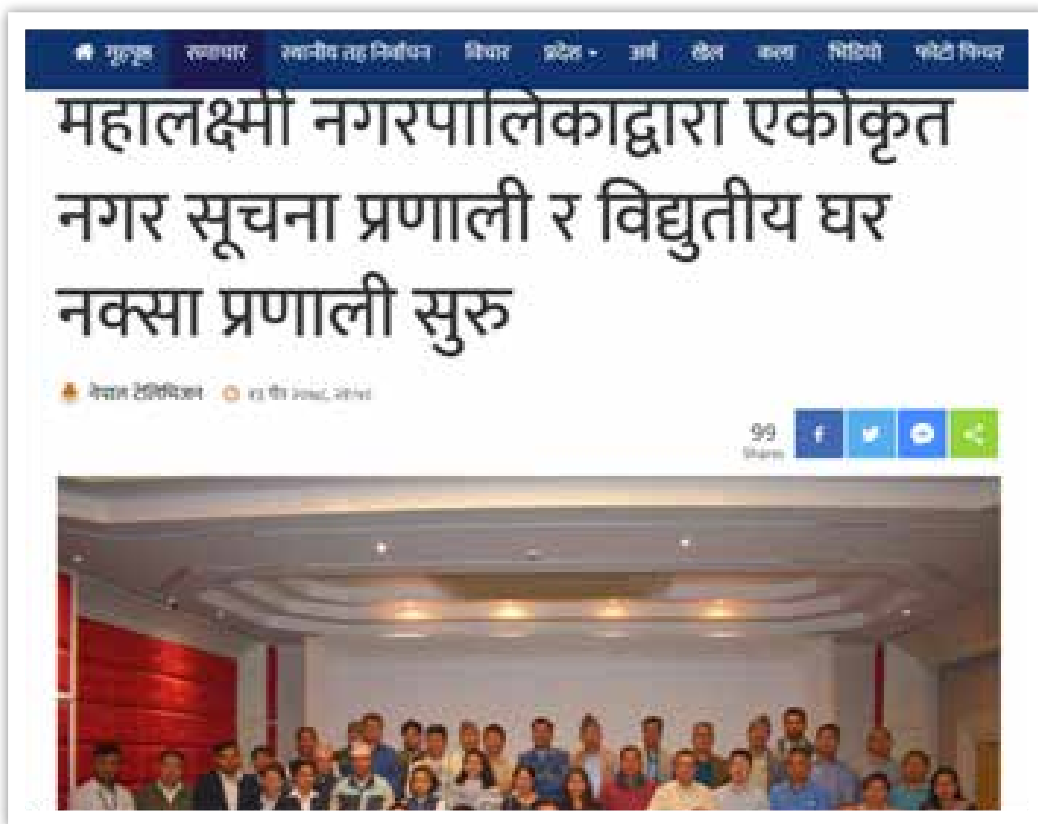 गृहपृष्ठ समाचार स्थानीय तह निर्वाचन विचार प्रदेश अर्थ खेल कला भिडियो फोटो फिचर
महालक्ष्मी नगरपालिकाद्वारा एकीकृत
नगर सूचना प्रणाली र विद्युतीय घर
नक्सा प्रणाली सुरु
नेपाल टेलिभिजन
99
Shares